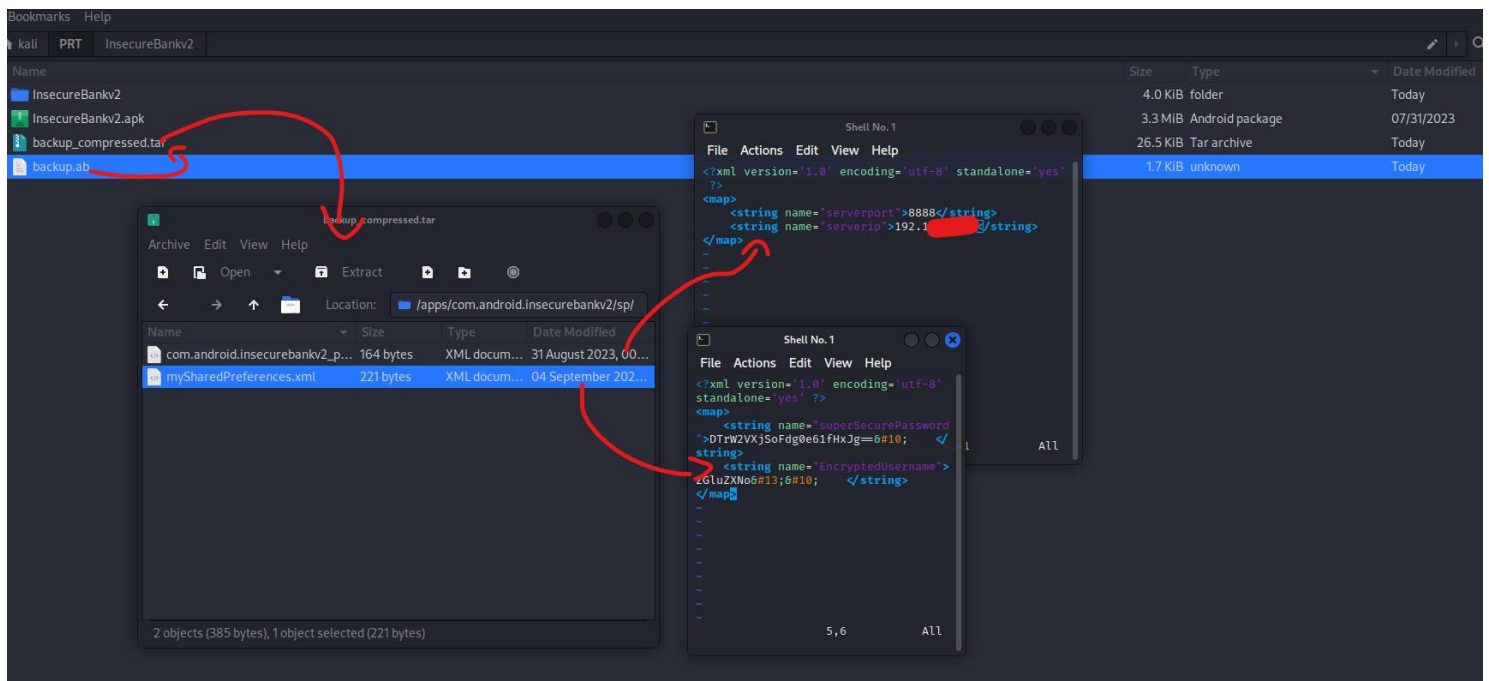 Bookmarks Help
kali PRT InsecureBankv2
Name Size Type Date Modified
InsecureBankv2 4.0 KiB folder Today
InsecureBankv2.apk 3.3 MiB Android package 07/31/2023
backup_compressed.tar 26.5 KiB Tar archive Today
backup.ab 1.7 KiB unknown Today
backup_compressed.tar
Archive Edit View Help
Open Extract
Location: /apps/com.android.insecurebankv2/sp/
Name Size Type Date Modified
com.android.insecurebankv2_p... 164 bytes XML docum... 31 August 2023, 00...
mySharedPreferences.xml 221 bytes XML docum... 04 September 202...
2 objects (385 bytes), 1 object selected (221 bytes)
Shell No. 1
File Actions Edit View Help
<?xml version='1.0' encoding='utf-8' standalone='yes'
?>
<map>
<string name="serverport">8888</string>
<string name="serverip">192.1 </string>
</map>
~
~
~
~
~
All
Shell No. 1
File Actions Edit View Help
<?xml version='1.0' encoding='utf-8'
standalone='yes' ?>
<map>
<string name="superSecurePassword
">DTrW2VXjSoFdg0e61fHxJg==&#10; </
string>
<string name="EncryptedUsername">
ZGluZXNo&#13;&#10; </string>
</map>
~
~
~
~
~
~
~
~
5,6 All